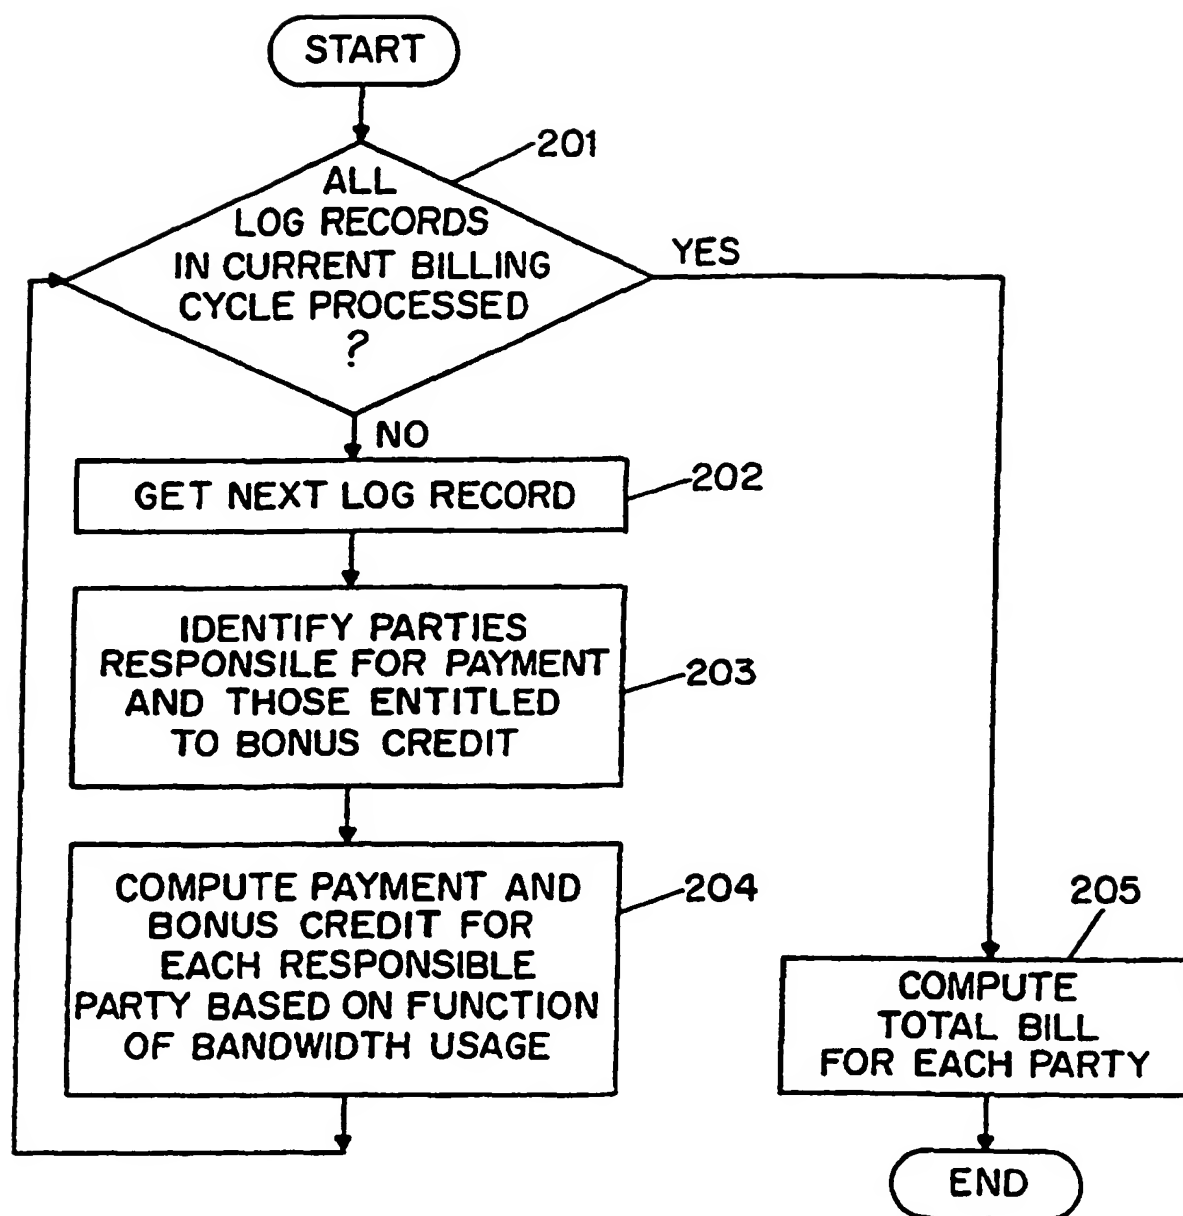 START
201
ALL
LOG RECORDS
IN CURRENT BILLING
CYCLE PROCESSED
?
YES
NO
GET NEXT LOG RECORD
202
IDENTIFY PARTIES
RESPONSILE FOR PAYMENT
AND THOSE ENTITLED
TO BONUS CREDIT
203
COMPUTE PAYMENT AND
BONUS CREDIT FOR
EACH RESPONSIBLE
PARTY BASED ON FUNCTION
OF BANDWIDTH USAGE
204
205
COMPUTE
TOTAL BILL
FOR EACH PARTY
END